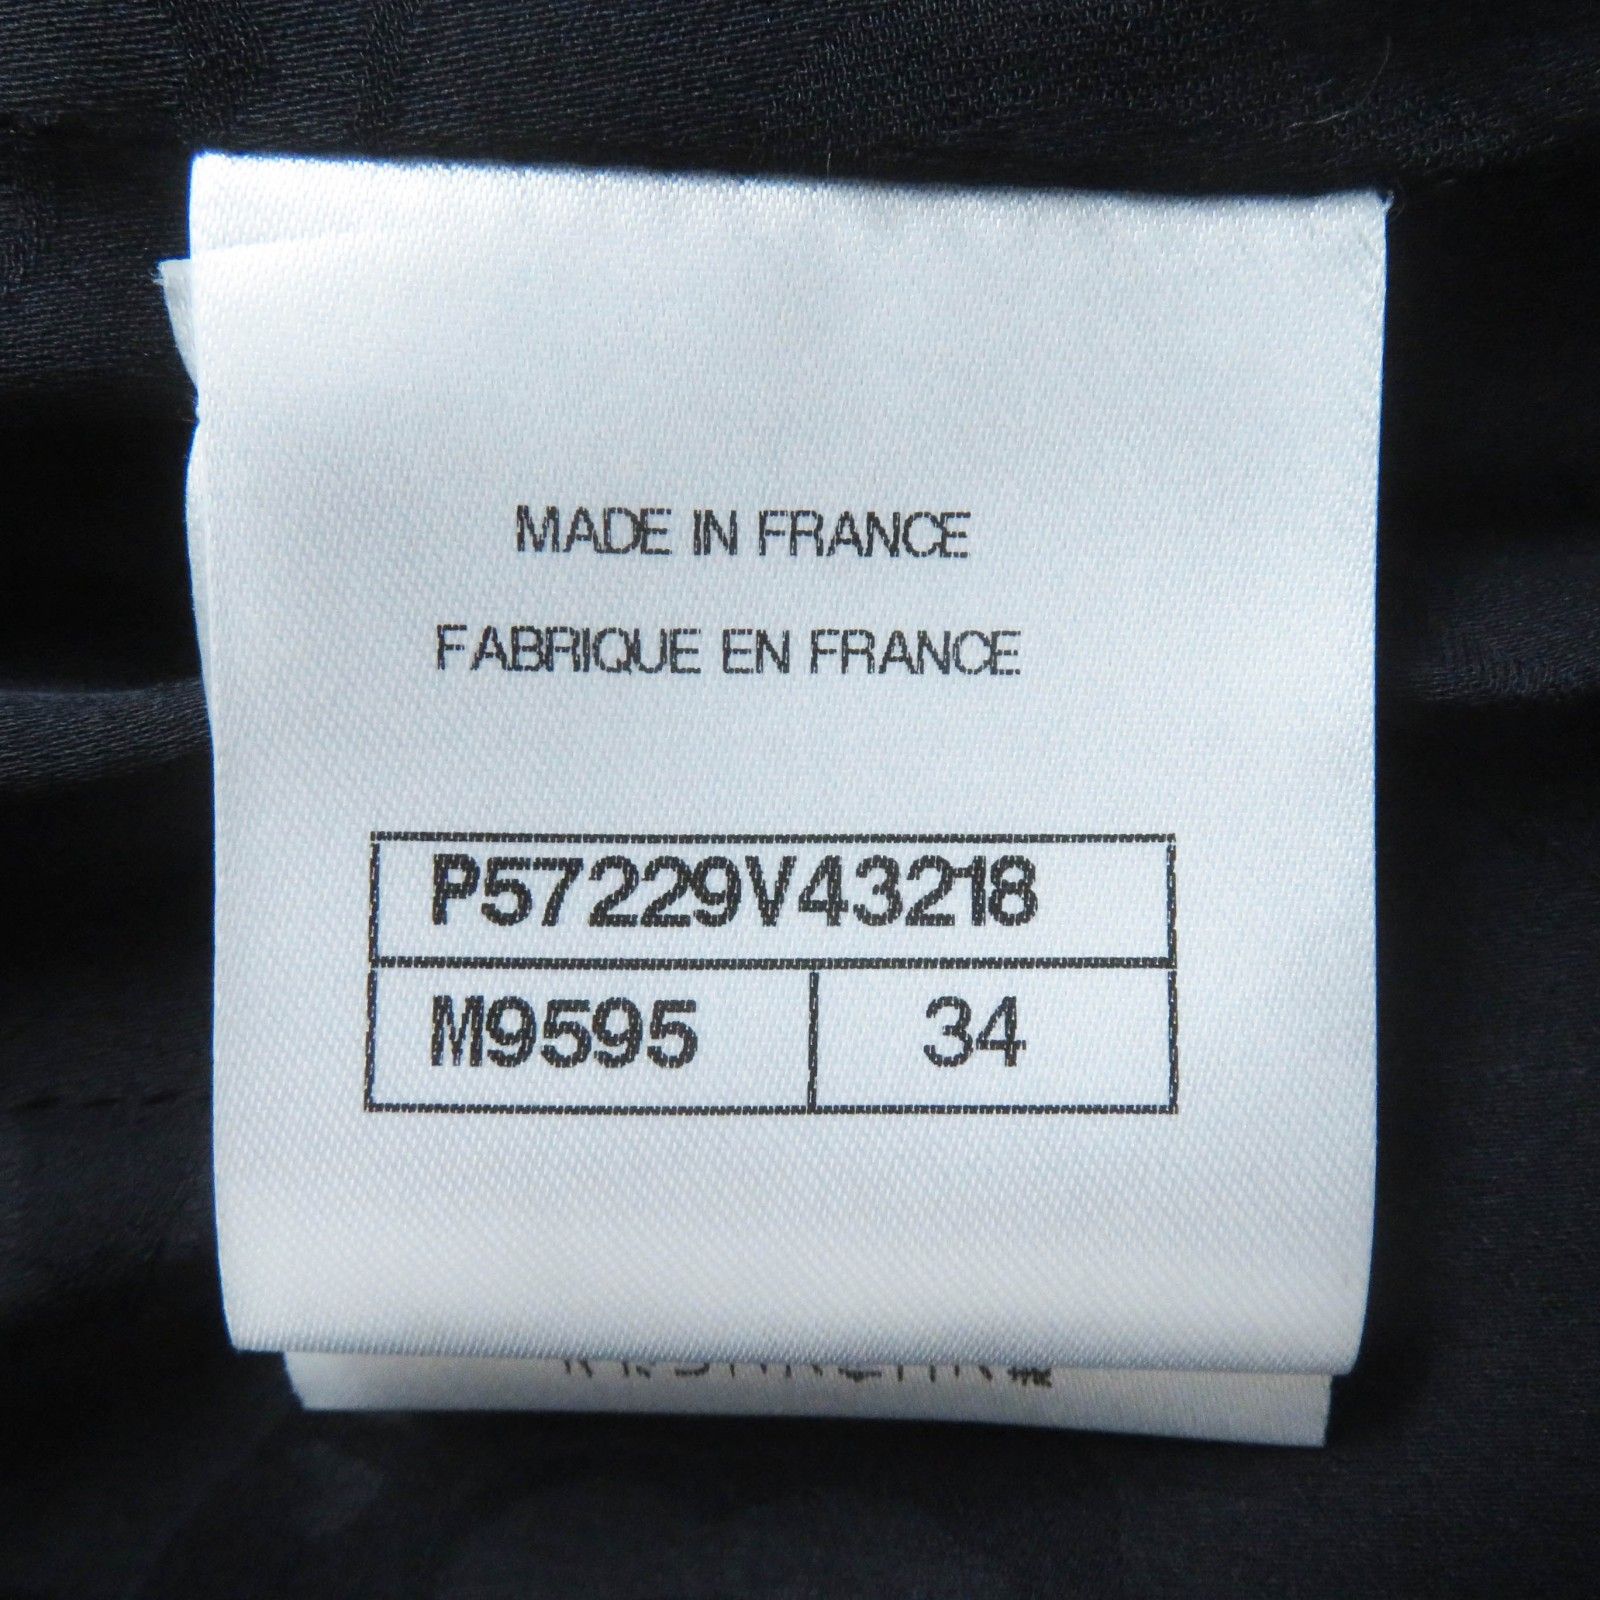 MADE IN FRANCE
FABRIQUE EN FRANCE
P57229V43218
M9595 34